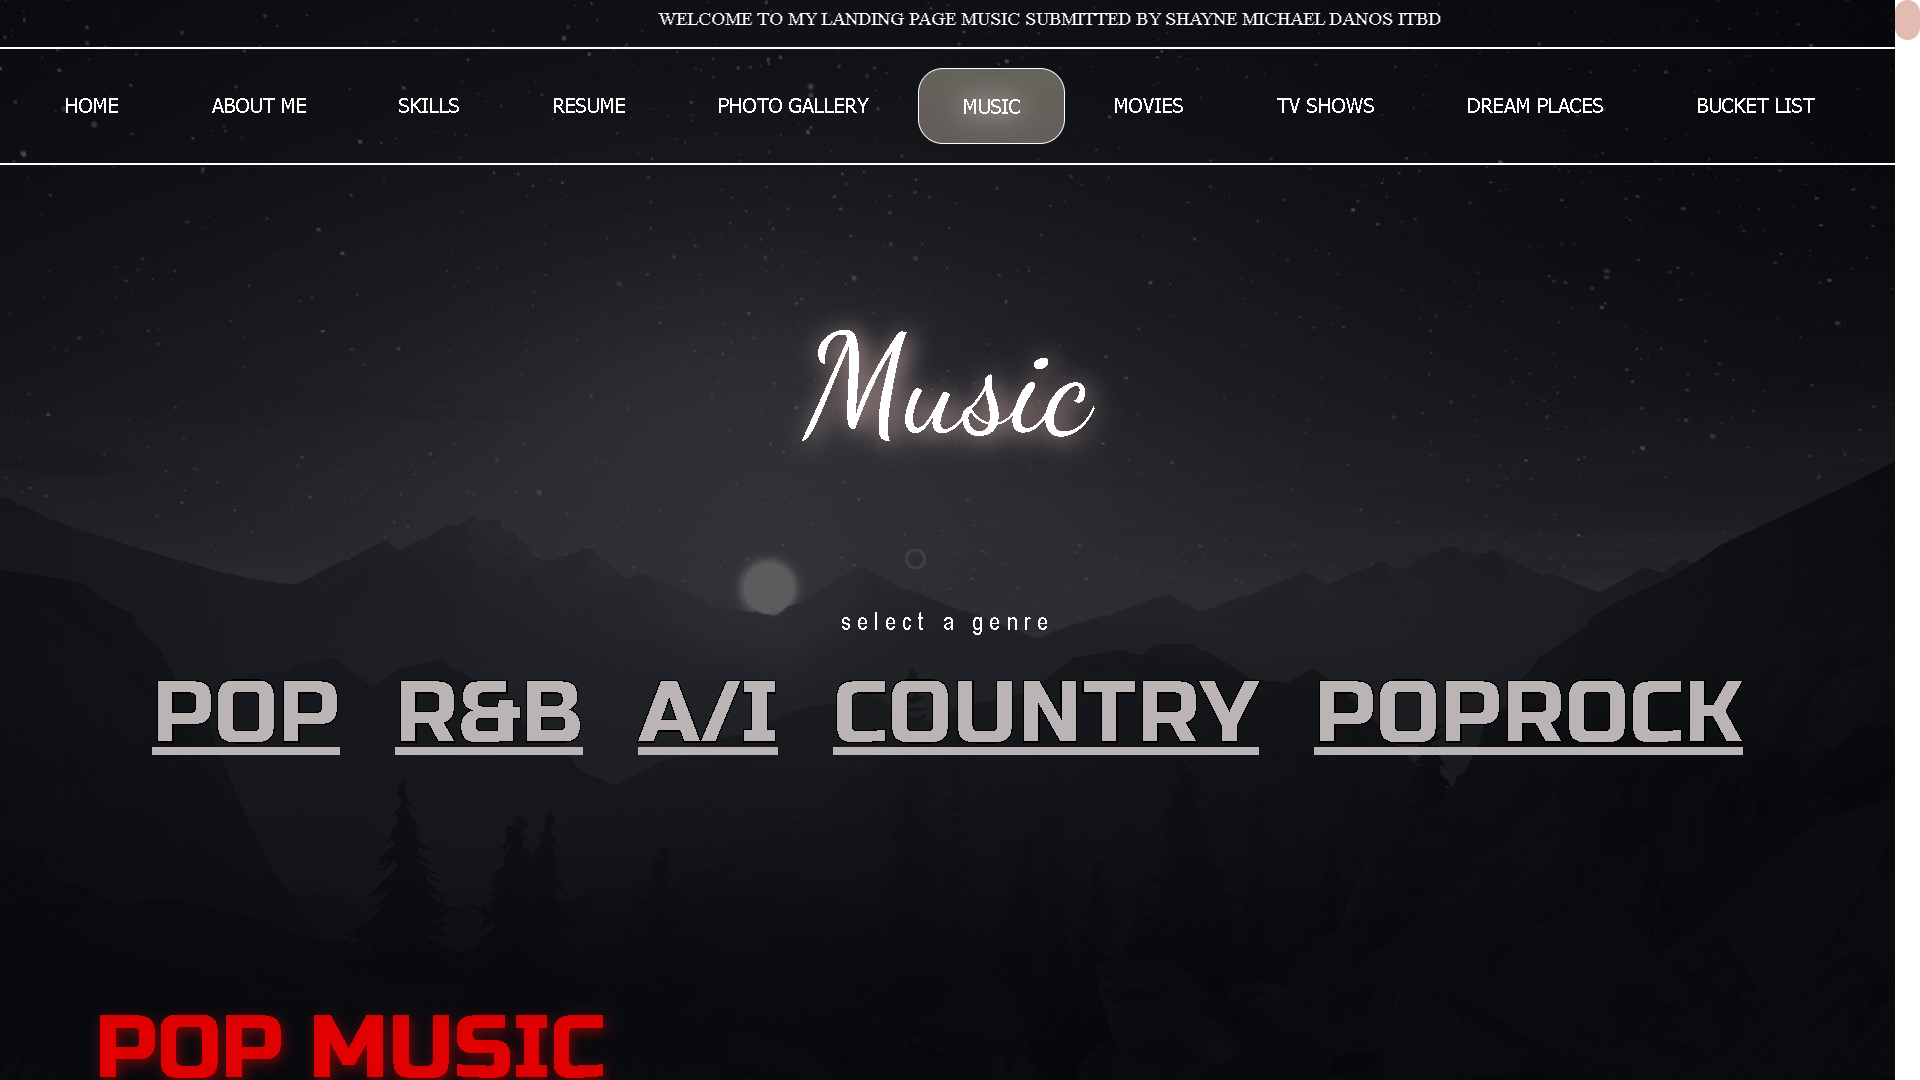 WELCOME TO MY LANDING PAGE MUSIC SUBMITTED BY SHAYNE MICHAEL DANOS ITBD
HOME ABOUT ME SKILLS RESUME PHOTO GALLERY MUSIC MOVIES TV SHOWS DREAM PLACES BUCKET LIST
Music
select a genre
POP R&B A/I COUNTRY POPROCK
POP MUSIC